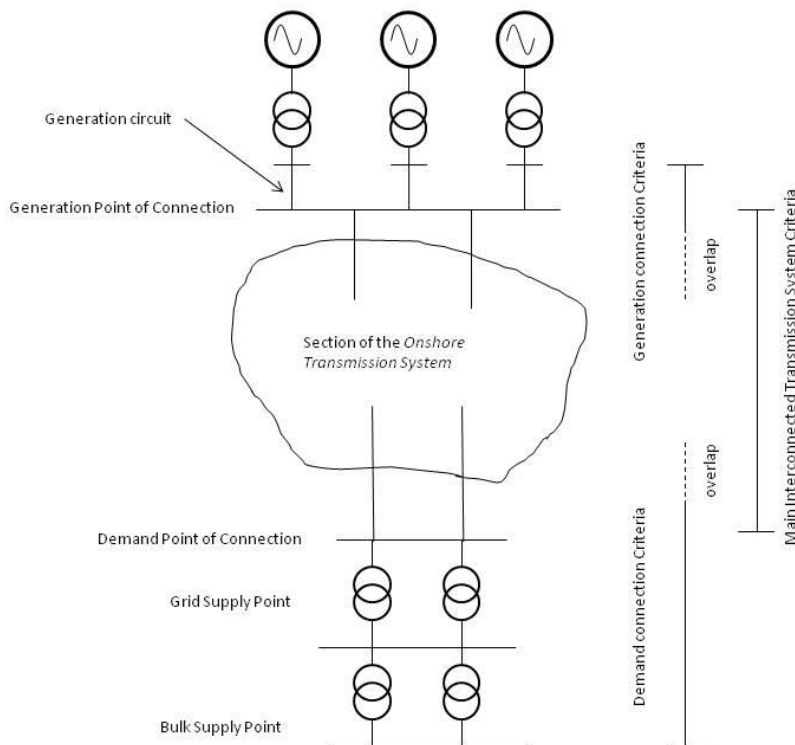 Generation circuit
Generation Point of Connection
Section of the Onshore
Transmission System
Demand Point of Connection
Grid Supply Point
Bulk Supply Point
Generation connection Criteria
overlap
overlap
Demand connection Criteria
Main Interconnected Transmission System Criteria